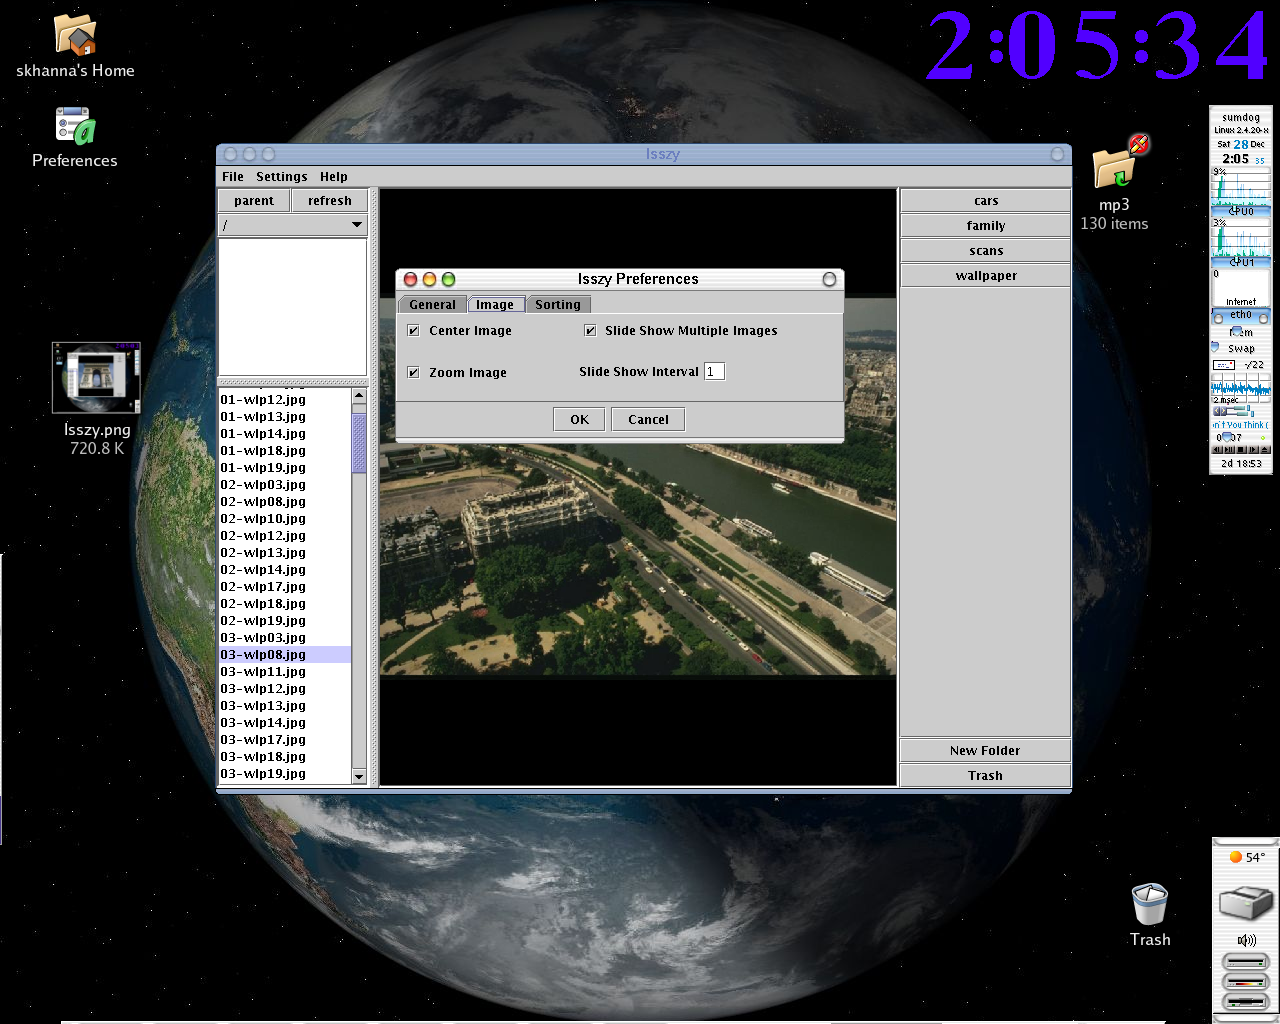 2:05:34
skhanna's Home
Preferences
Isszy.png
720.8 K
Isszy
File Settings Help
parent refresh
/
01-wlp12.jpg
01-wlp13.jpg
01-wlp14.jpg
01-wlp18.jpg
01-wlp19.jpg
02-wlp03.jpg
02-wlp08.jpg
02-wlp10.jpg
02-wlp12.jpg
02-wlp13.jpg
02-wlp14.jpg
02-wlp17.jpg
02-wlp18.jpg
02-wlp19.jpg
03-wlp03.jpg
03-wlp08.jpg
03-wlp11.jpg
03-wlp12.jpg
03-wlp13.jpg
03-wlp14.jpg
03-wlp17.jpg
03-wlp18.jpg
03-wlp19.jpg
Isszy Preferences
General Image Sorting
Center Image Slide Show Multiple Images
Zoom Image Slide Show Interval 1
OK Cancel
cars
family
scans
wallpaper
New Folder
Trash
mp3
130 items
sumdog
Linux 2.4.20-x
Sat 28 Dec
2:05 35
9%
CPU0
3%
CPU1
0
Internet
eth0
Swap
-/22
2 msec
n't You Think (
2d 18:53
54°
Trash